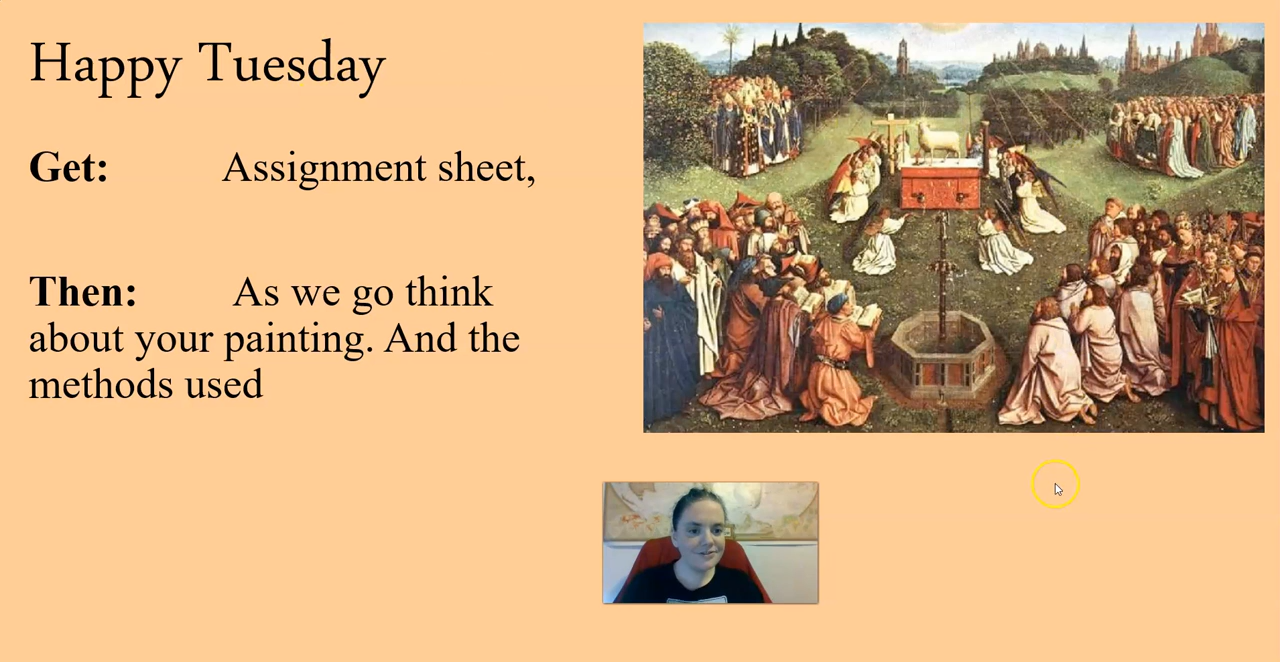 Happy Tuesday
Get: Assignment sheet,
Then: As we go think
about your painting. And the
methods used